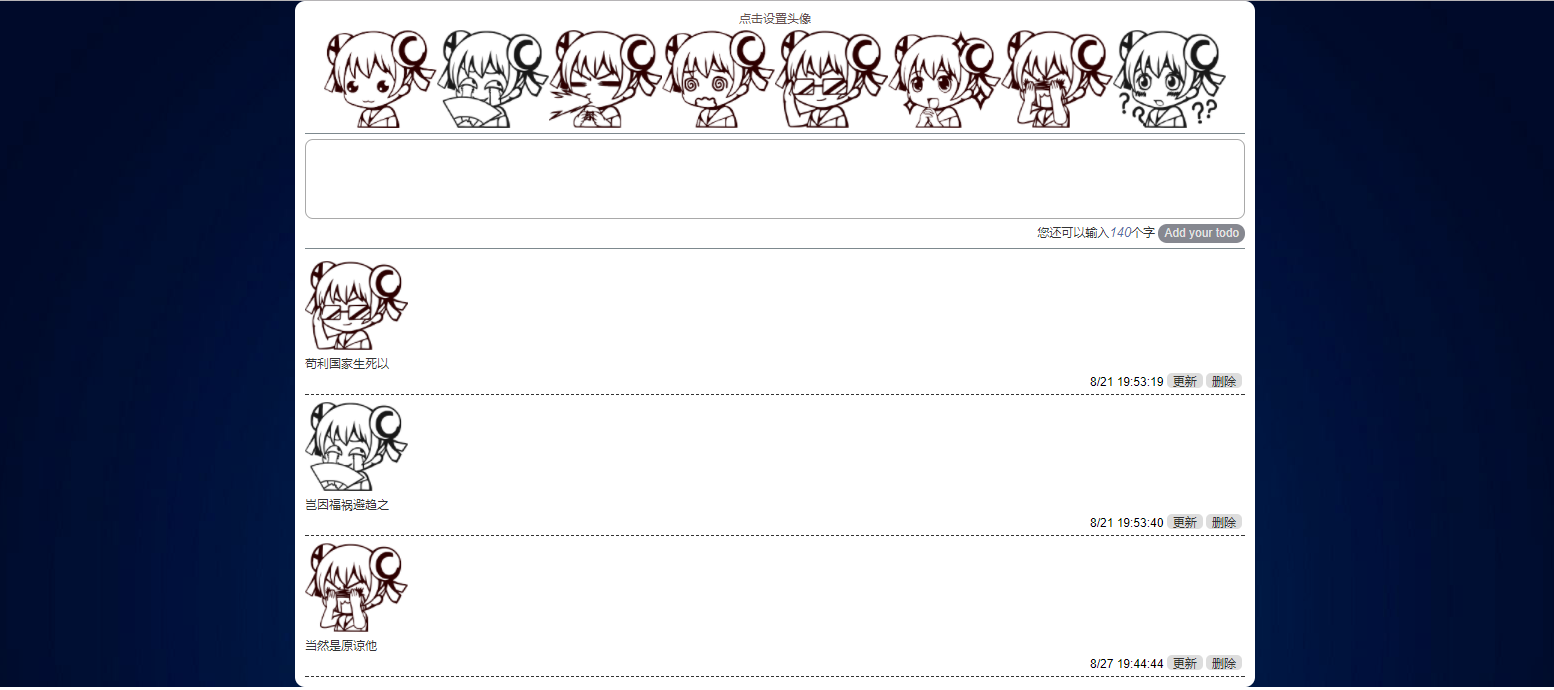 点击设置头像
毒
?
?
??
您还可以输入140个字 Add your todo
苟利国家生死以
8/21 19:53:19 更新 删除
岂因福祸避趋之
8/21 19:53:40 更新 删除
当然是原谅他
8/27 19:44:44 更新 删除